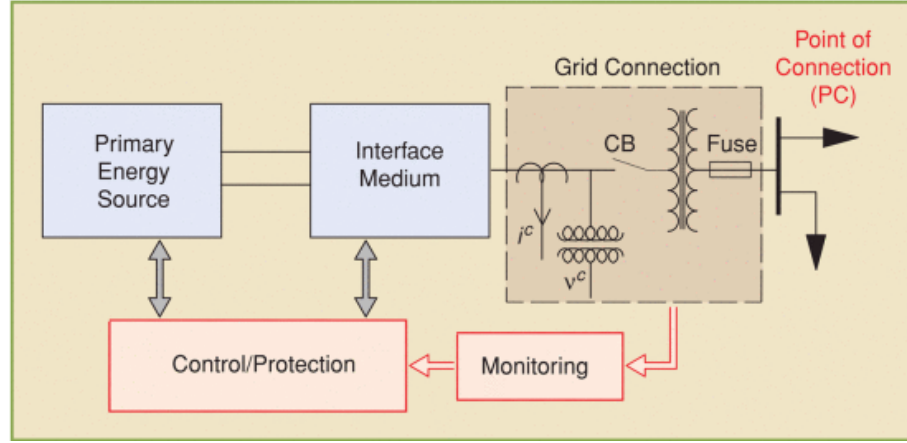 Point of
Connection
(PC)
Grid Connection
Primary
Energy
Source
Interface
Medium
CB
Fuse
i^c
v^c
Control/Protection
Monitoring